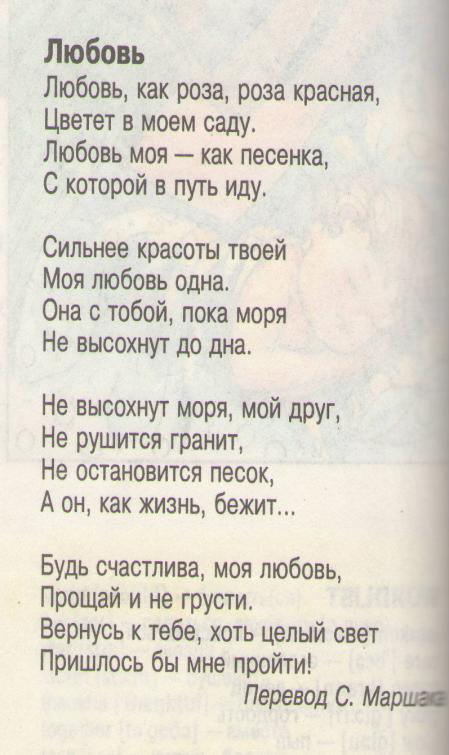 Любовь
Любовь, как роза, роза красная,
Цветет в моем саду.
Любовь моя — как песенка,
С которой в путь иду.
Сильнее красоты твоей
Моя любовь одна.
Она с тобой, пока моря
Не высохнут до дна.
Не высохнут моря, мой друг,
Не рушится гранит,
Не остановится песок,
А он, как жизнь, бежит...
Будь счастлива, моя любовь,
Прощай и не грусти.
Вернусь к тебе, хоть целый свет
Пришлось бы мне пройти!
Перевод С. Маршака